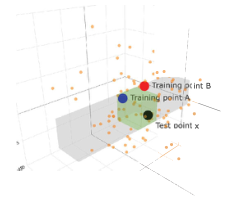 Training point B
Training point A
Test point x